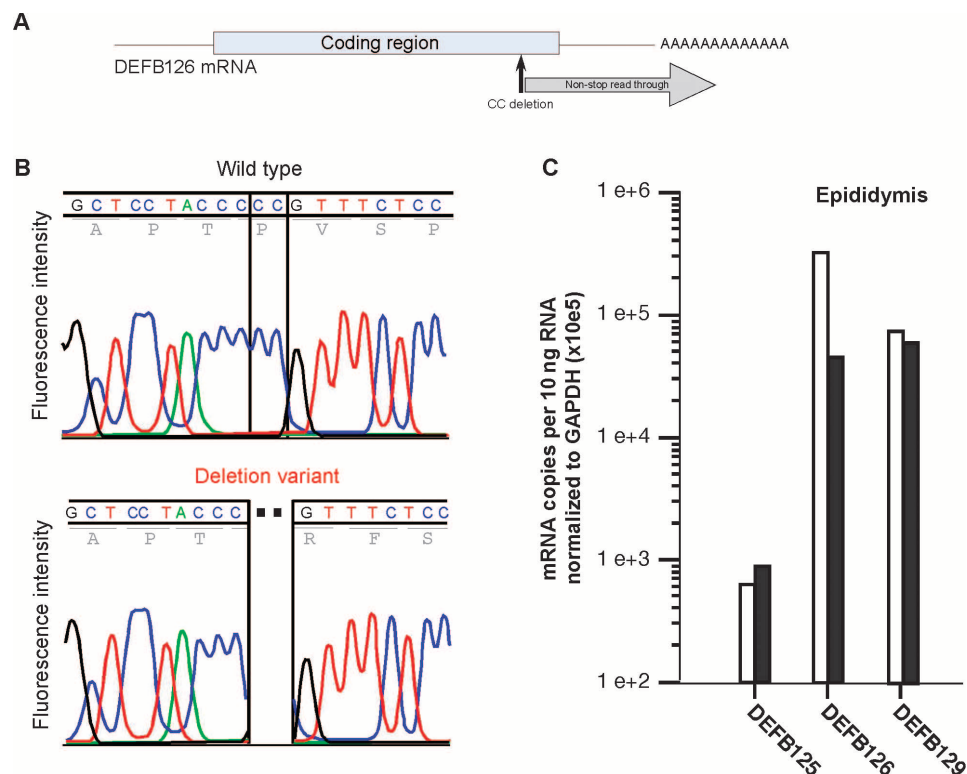 A
Coding region
AAAAAAAAAAAAA
DEFB126 mRNA
Non-stop read through
CC deletion
B
Wild type
G C T CC T A C C C C C G T T T C T C C
A P T P V S P
Fluorescence intensity
Deletion variant
G C T CC T A C C C ▪ ▪ G T T T C T C C
A P T R F S
Fluorescence intensity
C
Epididymis
mRNA copies per 10 ng RNA
normalized to GAPDH (x10e5)
1 e+6
1 e+5
1 e+4
1 e+3
1 e+2
DEFB125
DEFB126
DEFB129